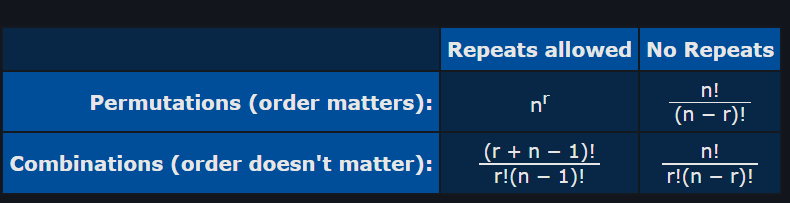 Repeats allowed No Repeats
Permutations (order matters): nʳ n!/(n − r)!
Combinations (order doesn't matter): (r + n − 1)!/r!(n − 1)! n!/r!(n − r)!